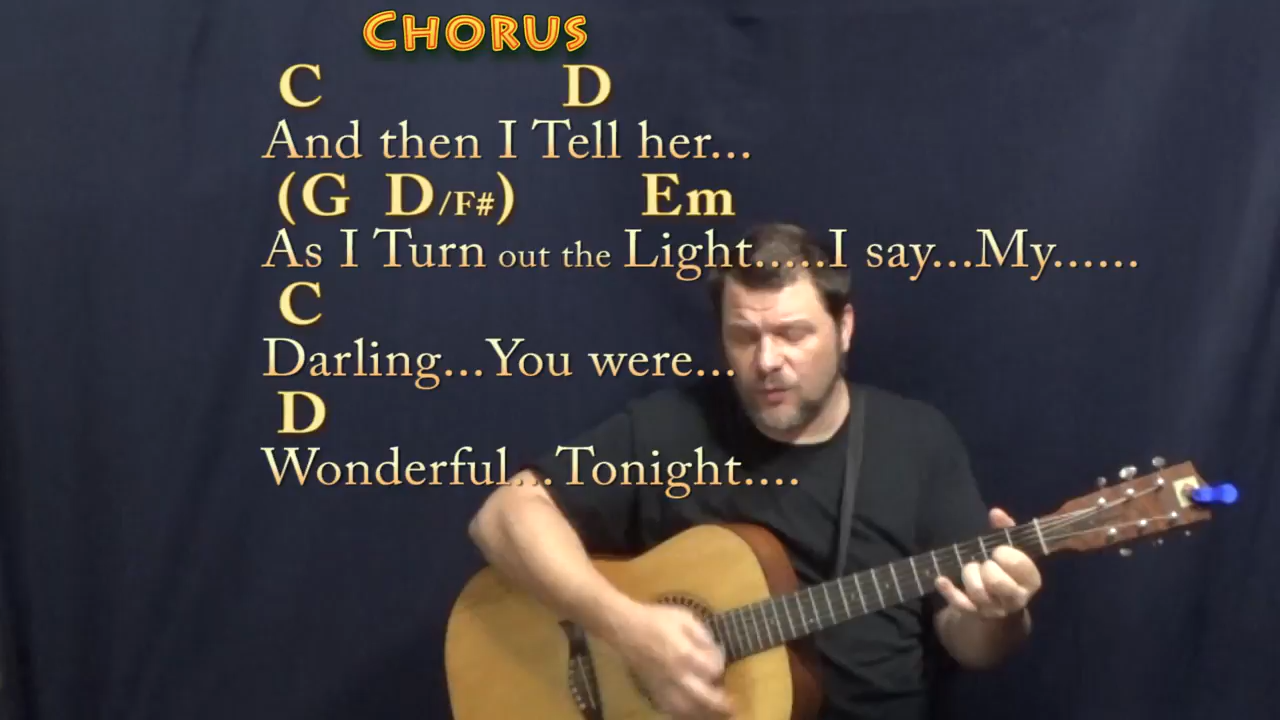 CHORUS
C D
And then I Tell her...
(G D/F#) Em
As I Turn out the Light.....I say...My......
C
Darling...You were...
D
Wonderful...Tonight....